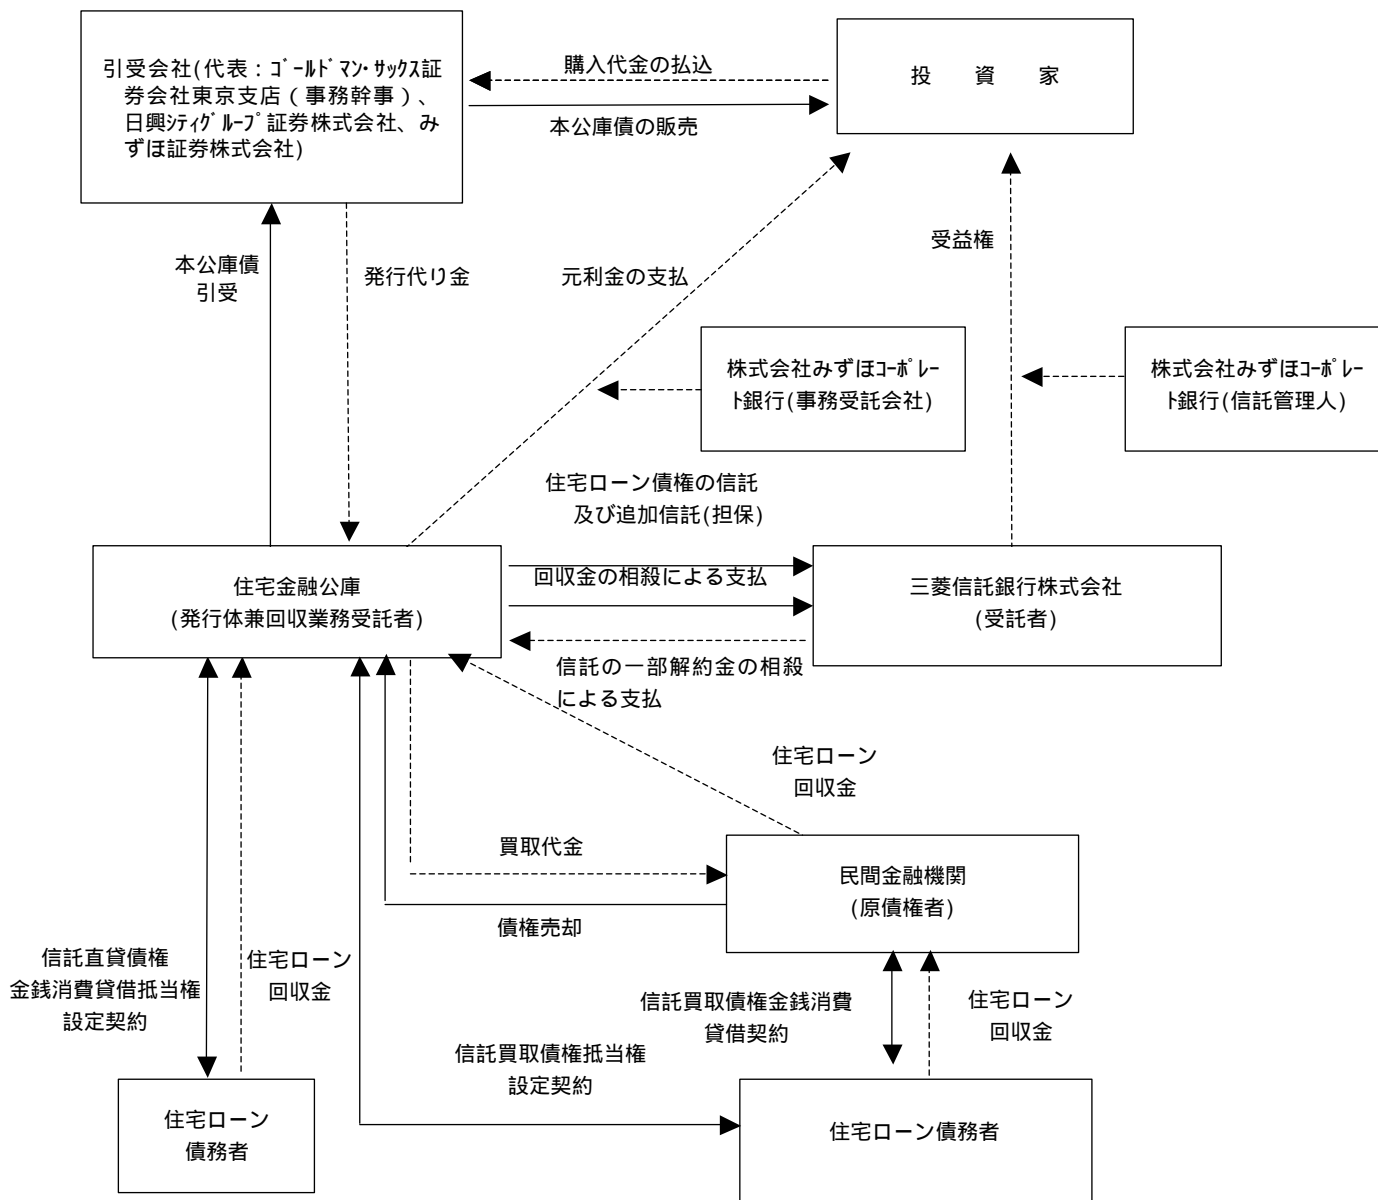 引受会社(代表：ｺﾞｰﾙﾄﾞﾏﾝ･ｻｯｸｽ証
券会社東京支店（事務幹事）、
日興ｼﾃｨｸﾞﾙｰﾌﾟ証券株式会社、み
ずほ証券株式会社)
購入代金の払込
本公庫債の販売
投　資　家
本公庫債
引受
発行代り金
元利金の支払
受益権
株式会社みずほｺｰﾎﾟﾚｰ
ﾄ銀行(事務受託会社)
株式会社みずほｺｰﾎﾟﾚｰ
ﾄ銀行(信託管理人)
住宅ローン債権の信託
及び追加信託(担保)
住宅金融公庫
(発行体兼回収業務受託者)
回収金の相殺による支払
三菱信託銀行株式会社
(受託者)
信託の一部解約金の相殺
による支払
住宅ローン
回収金
買取代金
民間金融機関
(原債権者)
債権売却
信託直貸債権
金銭消費貸借抵当権
設定契約
住宅ローン
回収金
信託買取債権金銭消費
貸借契約
住宅ローン
回収金
信託買取債権抵当権
設定契約
住宅ローン
債務者
住宅ローン債務者